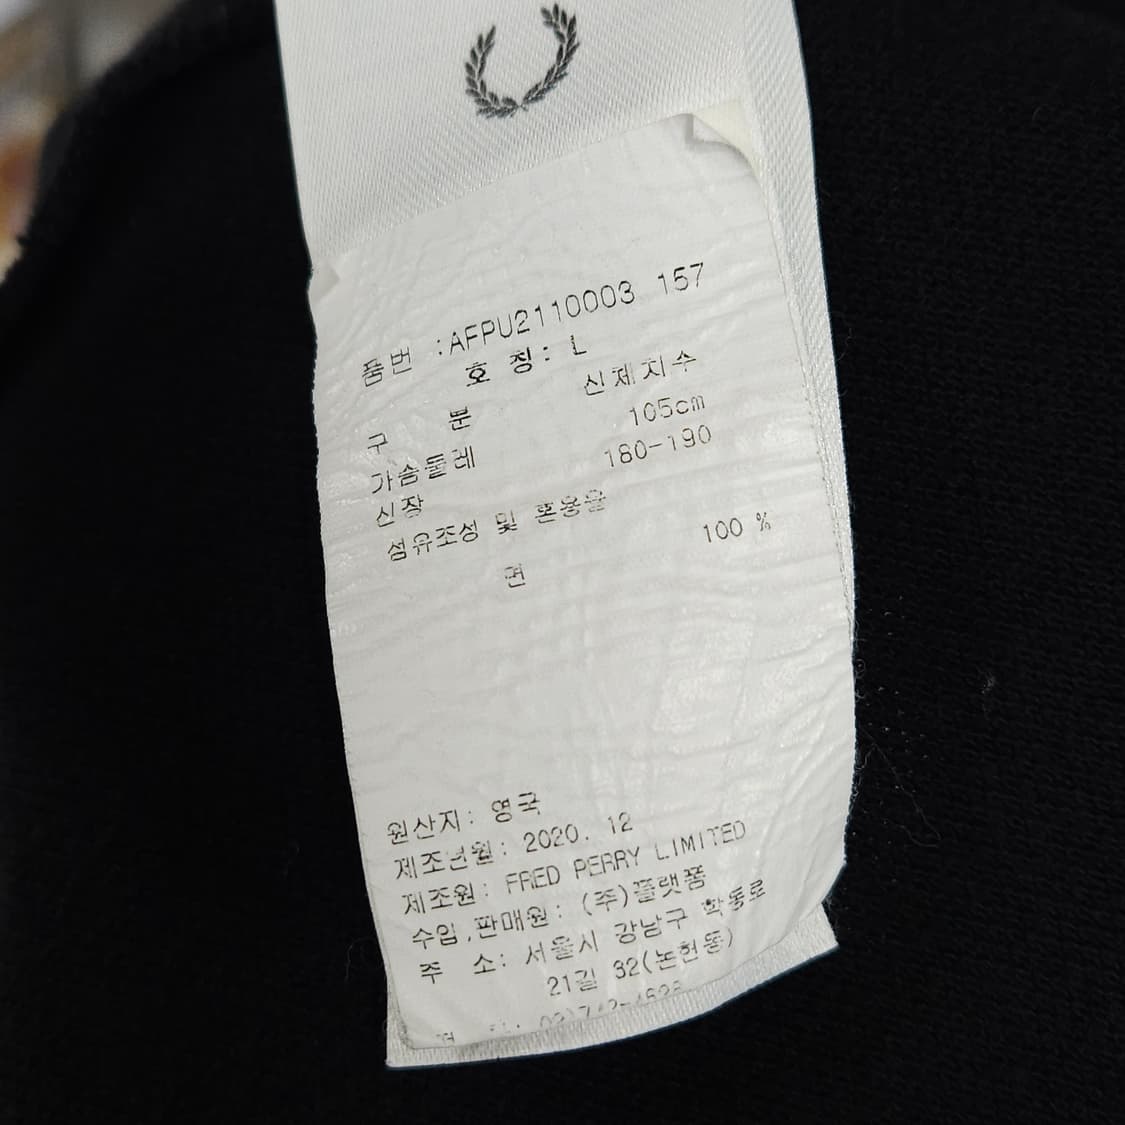 품번 :AFPU2110003 157
호 칭: L
구 분 신체치수
가슴둘레 105cm
신장 180-190
섬유조성 및 혼용율
면 100 %
원산지: 영국
제조년월: 2020. 12
제조원: FRED PERRY LIMITED
수입,판매원: (주)플랫폼
주 소: 서울시 강남구 학동로
21길 32(논현동)